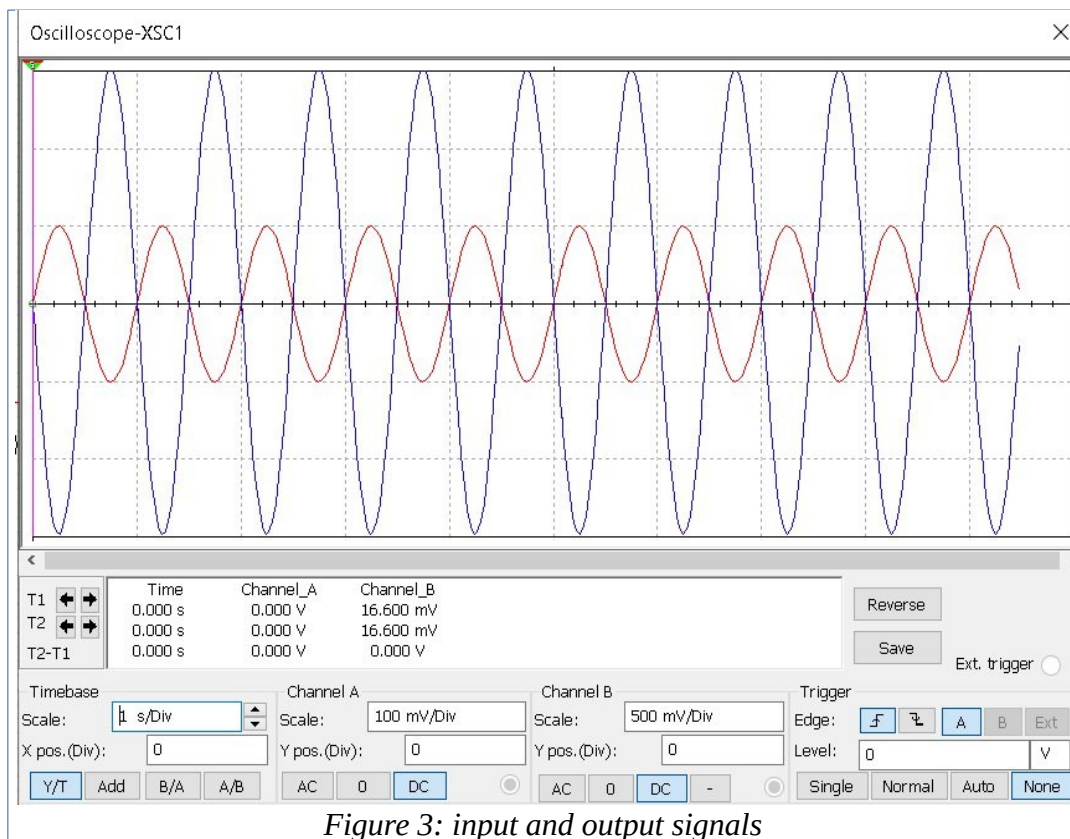 Oscilloscope-XSC1
Time Channel_A Channel_B
T1 0.000 s 0.000 V 16.600 mV
T2 0.000 s 0.000 V 16.600 mV
T2-T1 0.000 s 0.000 V 0.000 V
Reverse
Save
Ext. trigger
Timebase
Scale: 1 s/Div
X pos.(Div): 0
Y/T Add B/A A/B
Channel A
Scale: 100 mV/Div
Y pos.(Div): 0
AC 0 DC
Channel B
Scale: 500 mV/Div
Y pos.(Div): 0
AC 0 DC -
Trigger
Edge: A B Ext
Level: 0 V
Single Normal Auto None
Figure 3: input and output signals